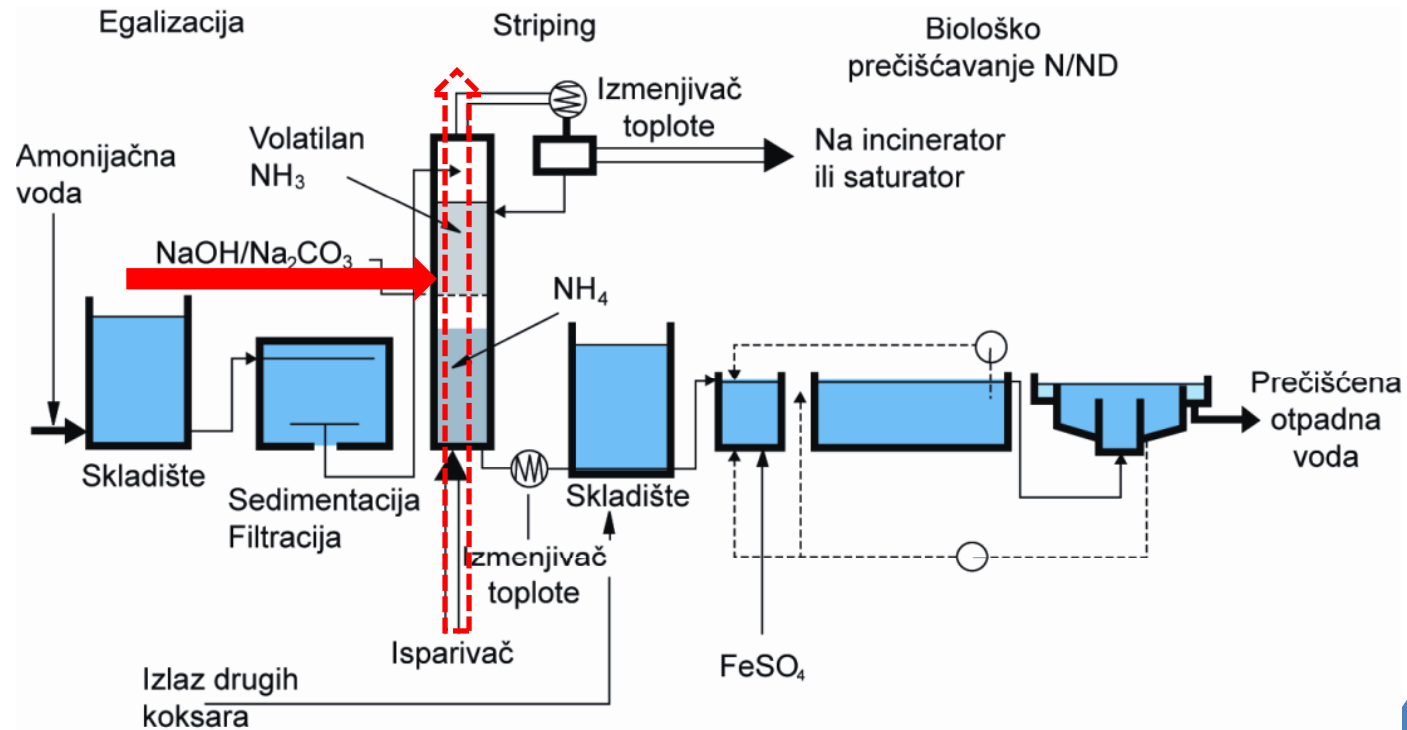 Egalizacija
Striping
Biološko
prečišćavanje N/ND
Izmenjivač
toplote
Volatilan
NH₃
Na incinerator
ili saturator
Amonijačna
voda
NaOH/Na₂CO₃
NH₄
Prečišćena
otpadna
voda
Skladište
Sedimentacija
Filtracija
Skladište
Izmenjivač
toplote
Isparivač
FeSO₄
Izlaz drugih
koksara